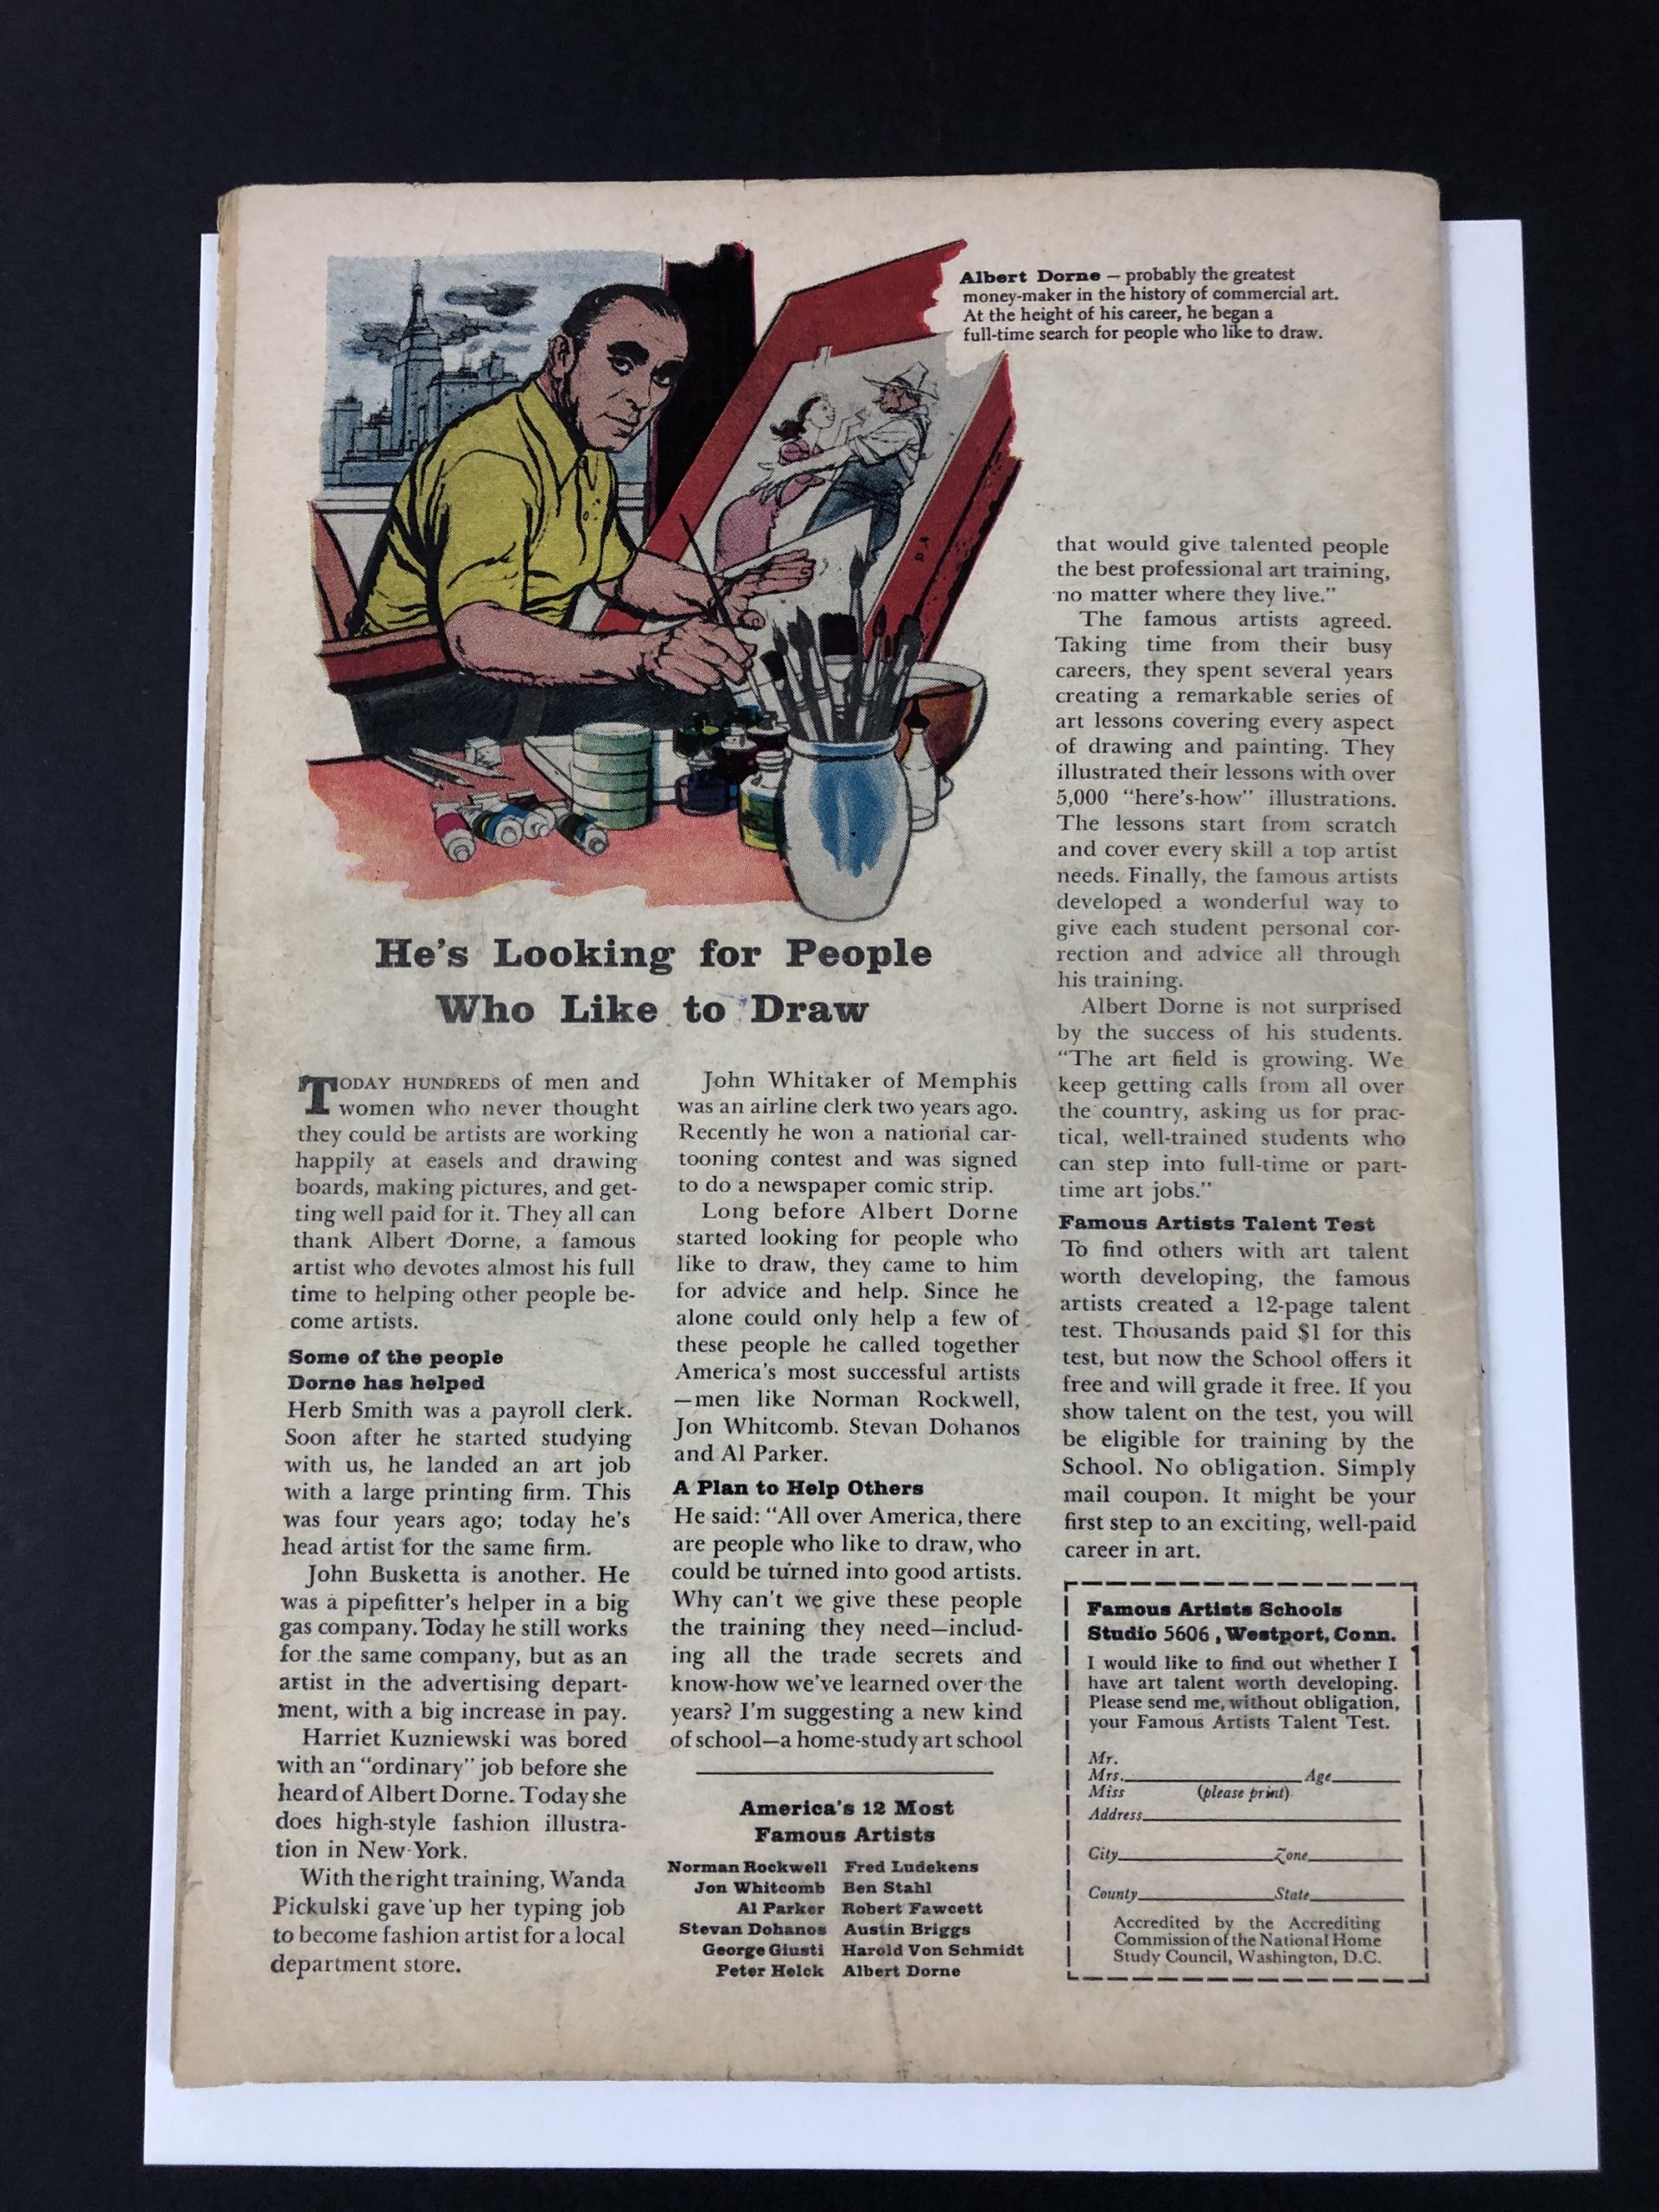 Albert Dorne — probably the greatest
money-maker in the history of commercial art.
At the height of his career, he began a
full-time search for people who like to draw.
He's Looking for People
Who Like to Draw
TODAY HUNDREDS of men and
women who never thought
they could be artists are working
happily at easels and drawing
boards, making pictures, and get-
ting well paid for it. They all can
thank Albert Dorne, a famous
artist who devotes almost his full
time to helping other people be-
come artists.
Some of the people
Dorne has helped
Herb Smith was a payroll clerk.
Soon after he started studying
with us, he landed an art job
with a large printing firm. This
was four years ago; today he's
head artist for the same firm.
John Busketta is another. He
was a pipefitter's helper in a big
gas company. Today he still works
for the same company, but as an
artist in the advertising depart-
ment, with a big increase in pay.
Harriet Kuzniewski was bored
with an "ordinary" job before she
heard of Albert Dorne. Today she
does high-style fashion illustra-
tion in New York.
With the right training, Wanda
Pickulski gave up her typing job
to become fashion artist for a local
department store.
John Whitaker of Memphis
was an airline clerk two years ago.
Recently he won a national car-
tooning contest and was signed
to do a newspaper comic strip.
Long before Albert Dorne
started looking for people who
like to draw, they came to him
for advice and help. Since he
alone could only help a few of
these people he called together
America's most successful artists
—men like Norman Rockwell,
Jon Whitcomb. Stevan Dohanos
and Al Parker.
A Plan to Help Others
He said: "All over America, there
are people who like to draw, who
could be turned into good artists.
Why can't we give these people
the training they need—includ-
ing all the trade secrets and
know-how we've learned over the
years? I'm suggesting a new kind
of school—a home-study art school
America's 12 Most
Famous Artists
Norman Rockwell Fred Ludekens
Jon Whitcomb Ben Stahl
Al Parker Robert Fawcett
Stevan Dohanos Austin Briggs
George Giusti Harold Von Schmidt
Peter Helck Albert Dorne
that would give talented people
the best professional art training,
no matter where they live."
The famous artists agreed.
Taking time from their busy
careers, they spent several years
creating a remarkable series of
art lessons covering every aspect
of drawing and painting. They
illustrated their lessons with over
5,000 "here's-how" illustrations.
The lessons start from scratch
and cover every skill a top artist
needs. Finally, the famous artists
developed a wonderful way to
give each student personal cor-
rection and advice all through
his training.
Albert Dorne is not surprised
by the success of his students.
"The art field is growing. We
keep getting calls from all over
the country, asking us for prac-
tical, well-trained students who
can step into full-time or part-
time art jobs."
Famous Artists Talent Test
To find others with art talent
worth developing, the famous
artists created a 12-page talent
test. Thousands paid $1 for this
test, but now the School offers it
free and will grade it free. If you
show talent on the test, you will
be eligible for training by the
School. No obligation. Simply
mail coupon. It might be your
first step to an exciting, well-paid
career in art.
Famous Artists Schools
Studio 5606, Westport, Conn.
I would like to find out whether I
have art talent worth developing.
Please send me, without obligation,
your Famous Artists Talent Test.
Mr.
Mrs. Age
Miss (please print)
Address
City Zone
County State
Accredited by the Accrediting
Commission of the National Home
Study Council, Washington, D.C.